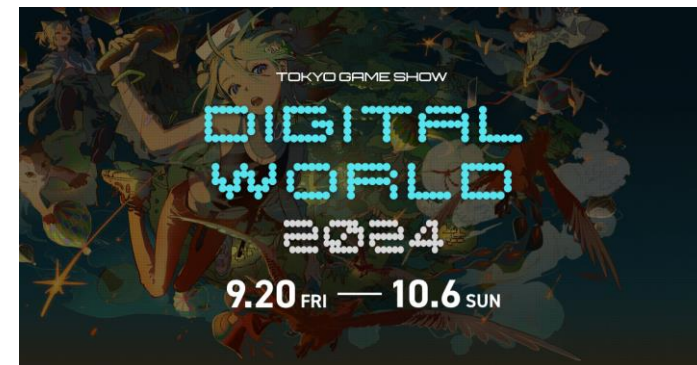 TOKYO GAME SHOW
DIGITAL
WORLD
2024
9.20 FRI — 10.6 SUN